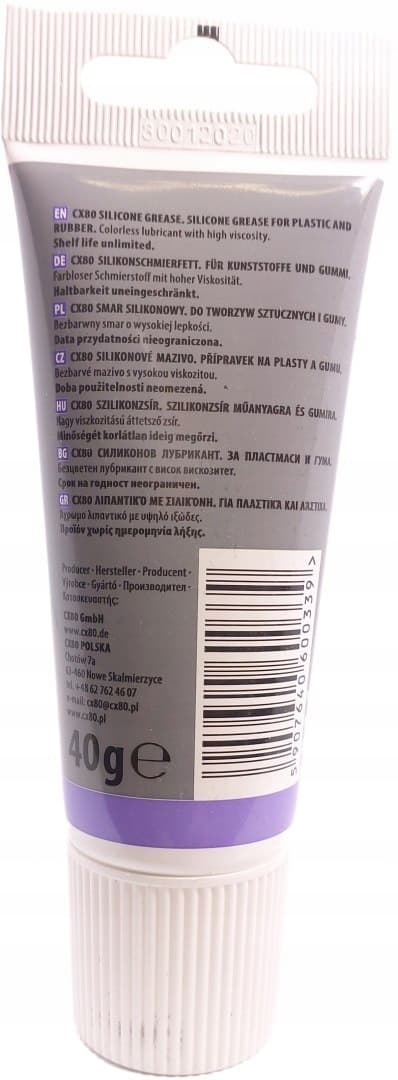 30012020
EN CX80 SILICONE GREASE. SILICONE GREASE FOR PLASTIC AND
RUBBER. Colorless lubricant with high viscosity.
Shelf life unlimited.
DE CX80 SILIKONSCHMIERFETT. FÜR KUNSTSTOFFE UND GUMMI.
Farbloser Schmierstoff mit hoher Viskosität.
Haltbarkeit uneingeschränkt.
PL CX80 SMAR SILIKONOWY. DO TWORZYW SZTUCZNYCH I GUMY.
Bezbarwny smar o wysokiej lepkości.
Data przydatności nieograniczona.
CZ CX80 SILIKONOVÉ MAZIVO. PŘÍPRAVEK NA PLASTY A GUMU.
Bezbarvé mazivo s vysokou viskozitou.
Doba použitelnosti neomezená.
HU CX80 SZILIKONZSÍR. SZILIKONZSÍR MŰANYAGRA ÉS GUMIRA.
Nagy viszkozitású áttetsző zsír.
Minőségét korlátlan ideig megőrzi.
BG CX80 СИЛИКОНОВ ЛУБРИКАНТ. ЗА ПЛАСТМАСИ И ГУМА.
Безцветен лубрикант с висок вискозитет.
Срок на годност неограничен.
GR CX80 ΛΙΠΑΝΤΙΚΟ ΜΕ ΣΙΛΙΚΟΝΗ. ΓΙΑ ΠΛΑΣΤΙΚΑ ΚΑΙ ΛΑΣΤΙΧΑ.
Άχρωμο λιπαντικό με υψηλό ιξώδες.
Προϊόν χωρίς ημερομηνία λήξης.
Producer · Hersteller · Producent ·
Výrobce · Gyártó · Производител ·
Κατασκευαστής:
CX80 GmbH
www.cx80.de
CX80 POLSKA
Chotów 7a
63-460 Nowe Skalmierzyce
tel. +48 62 762 46 07
e-mail: cx80@cx80.pl
www.cx80.pl
40g℮
5 907640 600339 >